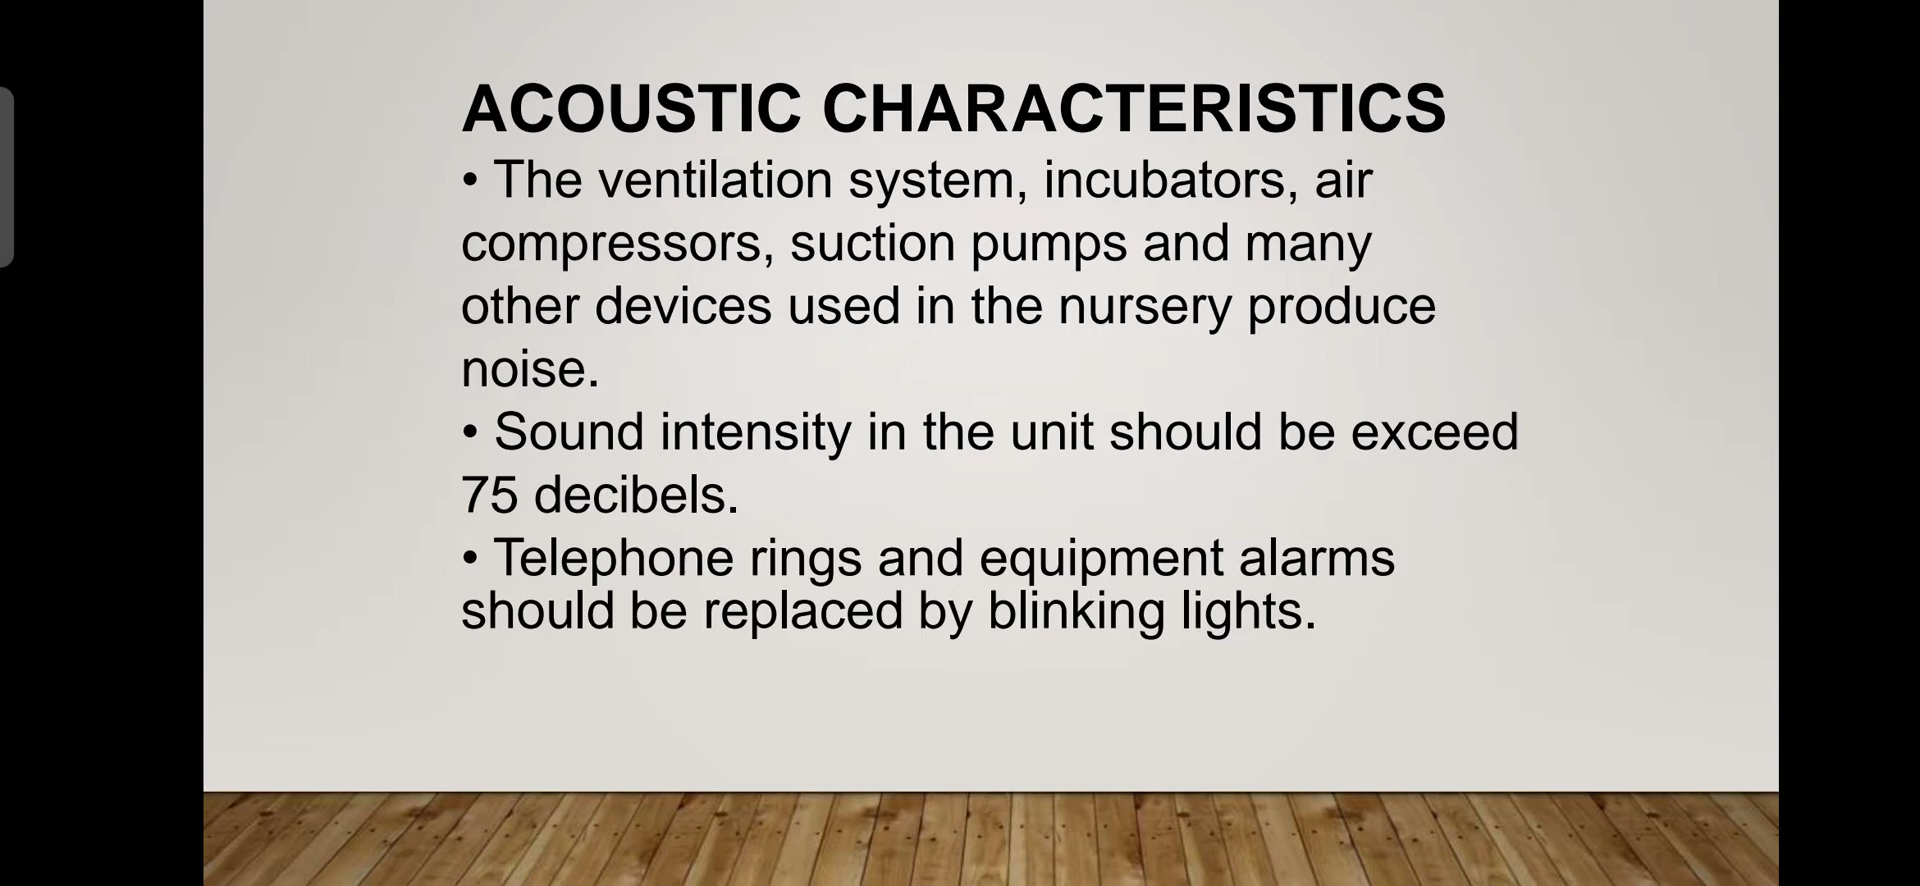 ACOUSTIC CHARACTERISTICS
• The ventilation system, incubators, air
compressors, suction pumps and many
other devices used in the nursery produce
noise.
• Sound intensity in the unit should be exceed
75 decibels.
• Telephone rings and equipment alarms
should be replaced by blinking lights.